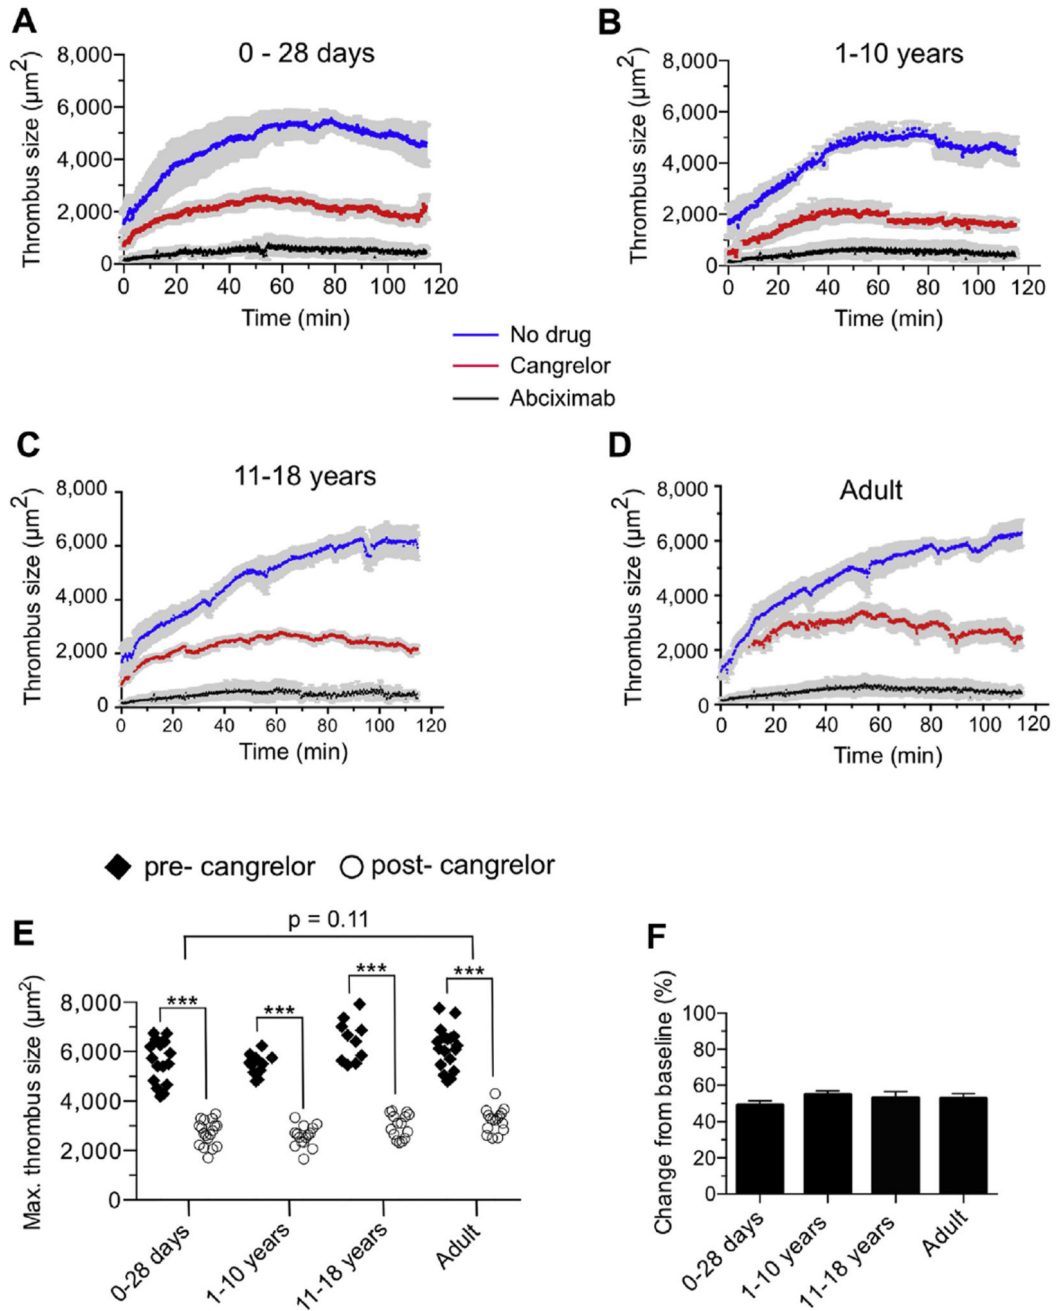 A
0 - 28 days
Thrombus size (µm²)
8,000
6,000
4,000
2,000
0
0 20 40 60 80 100 120
Time (min)
B
1-10 years
Thrombus size (µm²)
8,000
6,000
4,000
2,000
0
0 20 40 60 80 100 120
Time (min)
No drug
Cangrelor
Abciximab
C
11-18 years
Thrombus size (µm²)
8,000
6,000
4,000
2,000
0
0 20 40 60 80 100 120
Time (min)
D
Adult
Thrombus size (µm²)
8,000
6,000
4,000
2,000
0
0 20 40 60 80 100 120
Time (min)
pre- cangrelor
post- cangrelor
E
p = 0.11
Max. thrombus size (µm²)
8,000
6,000
4,000
2,000
0
***
***
***
***
0-28 days
1-10 years
11-18 years
Adult
F
Change from baseline (%)
100
80
60
40
20
0
0-28 days
1-10 years
11-18 years
Adult